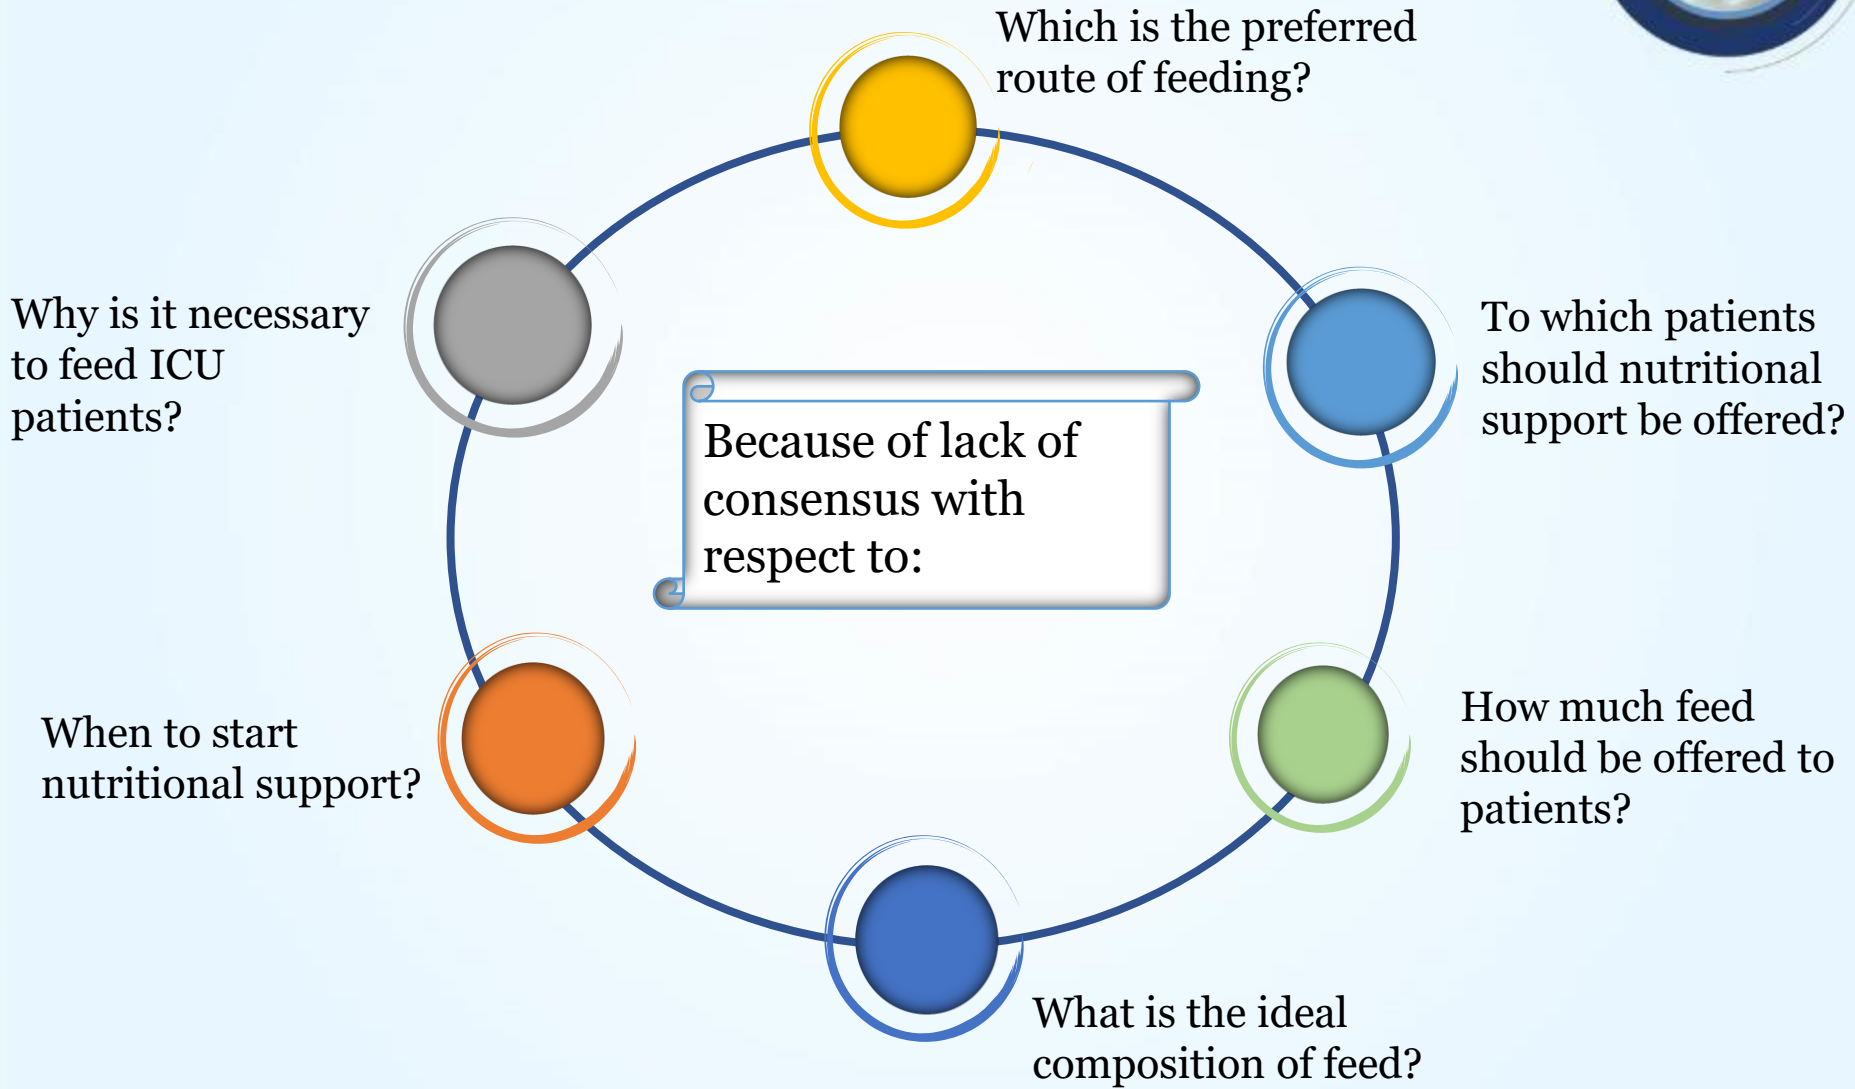 Which is the preferred
route of feeding?
Why is it necessary
to feed ICU
patients?
To which patients
should nutritional
support be offered?
Because of lack of
consensus with
respect to:
When to start
nutritional support?
How much feed
should be offered to
patients?
What is the ideal
composition of feed?